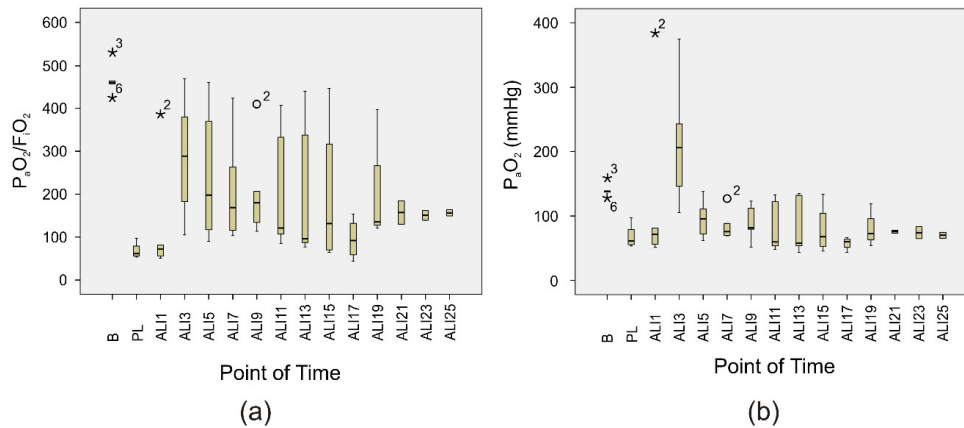 600
500
400
300
200
100
0
PaO2/FiO2
*3
*6
*2
2
B
PL
ALI1
ALI3
ALI5
ALI7
ALI9
ALI11
ALI13
ALI15
ALI17
ALI19
ALI21
ALI23
ALI25
Point of Time
(a)
400
300
200
100
0
PaO2 (mmHg)
*2
*3
*6
2
B
PL
ALI1
ALI3
ALI5
ALI7
ALI9
ALI11
ALI13
ALI15
ALI17
ALI19
ALI21
ALI23
ALI25
Point of Time
(b)